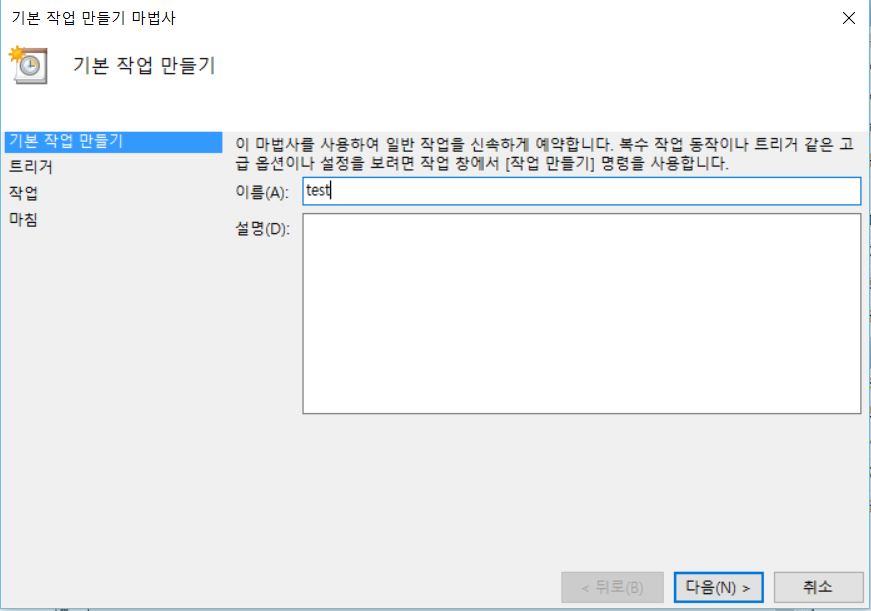 기본 작업 만들기 마법사
기본 작업 만들기
기본 작업 만들기
트리거
작업
마침
이 마법사를 사용하여 일반 작업을 신속하게 예약합니다. 복수 작업 동작이나 트리거 같은 고
급 옵션이나 설정을 보려면 작업 창에서 [작업 만들기] 명령을 사용합니다.
이름(A): test
설명(D):
< 뒤로(B) 다음(N) > 취소